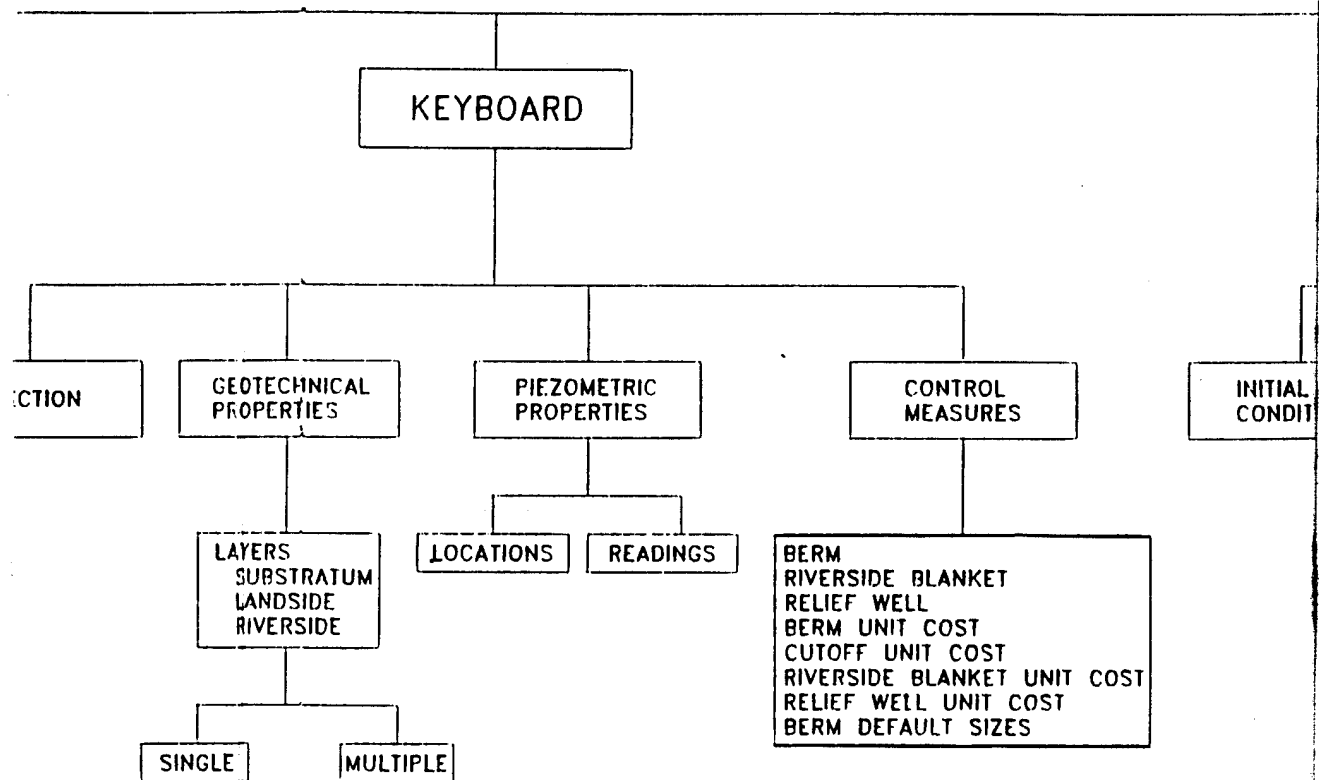 KEYBOARD
ECTION
GEOTECHNICAL
PROPERTIES
PIEZOMETRIC
PROPERTIES
CONTROL
MEASURES
INITIAL
CONDIT
LAYERS
SUBSTRATUM
LANDSIDE
RIVERSIDE
LOCATIONS
READINGS
BERM
RIVERSIDE BLANKET
RELIEF WELL
BERM UNIT COST
CUTOFF UNIT COST
RIVERSIDE BLANKET UNIT COST
RELIEF WELL UNIT COST
BERM DEFAULT SIZES
SINGLE
MULTIPLE